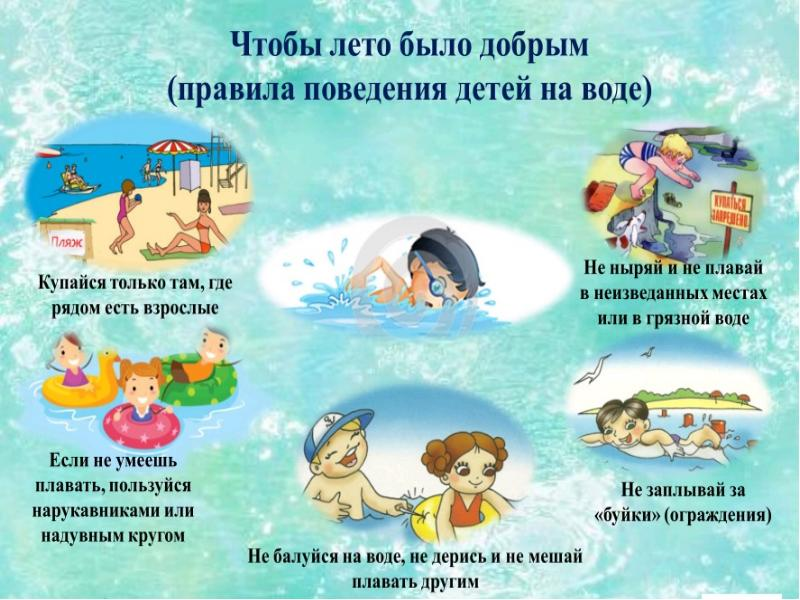 Чтобы лето было добрым
(правила поведения детей на воде)
Пляж
Купайся только там, где
рядом есть взрослые
КУПАТЬСЯ
ЗАПРЕЩЕНО
Не ныряй и не плавай
в неизведанных местах
или в грязной воде
Если не умеешь
плавать, пользуйся
нарукавниками или
надувным кругом
Не балуйся на воде, не дерись и не мешай
плавать другим
Не заплывай за
«буйки» (ограждения)